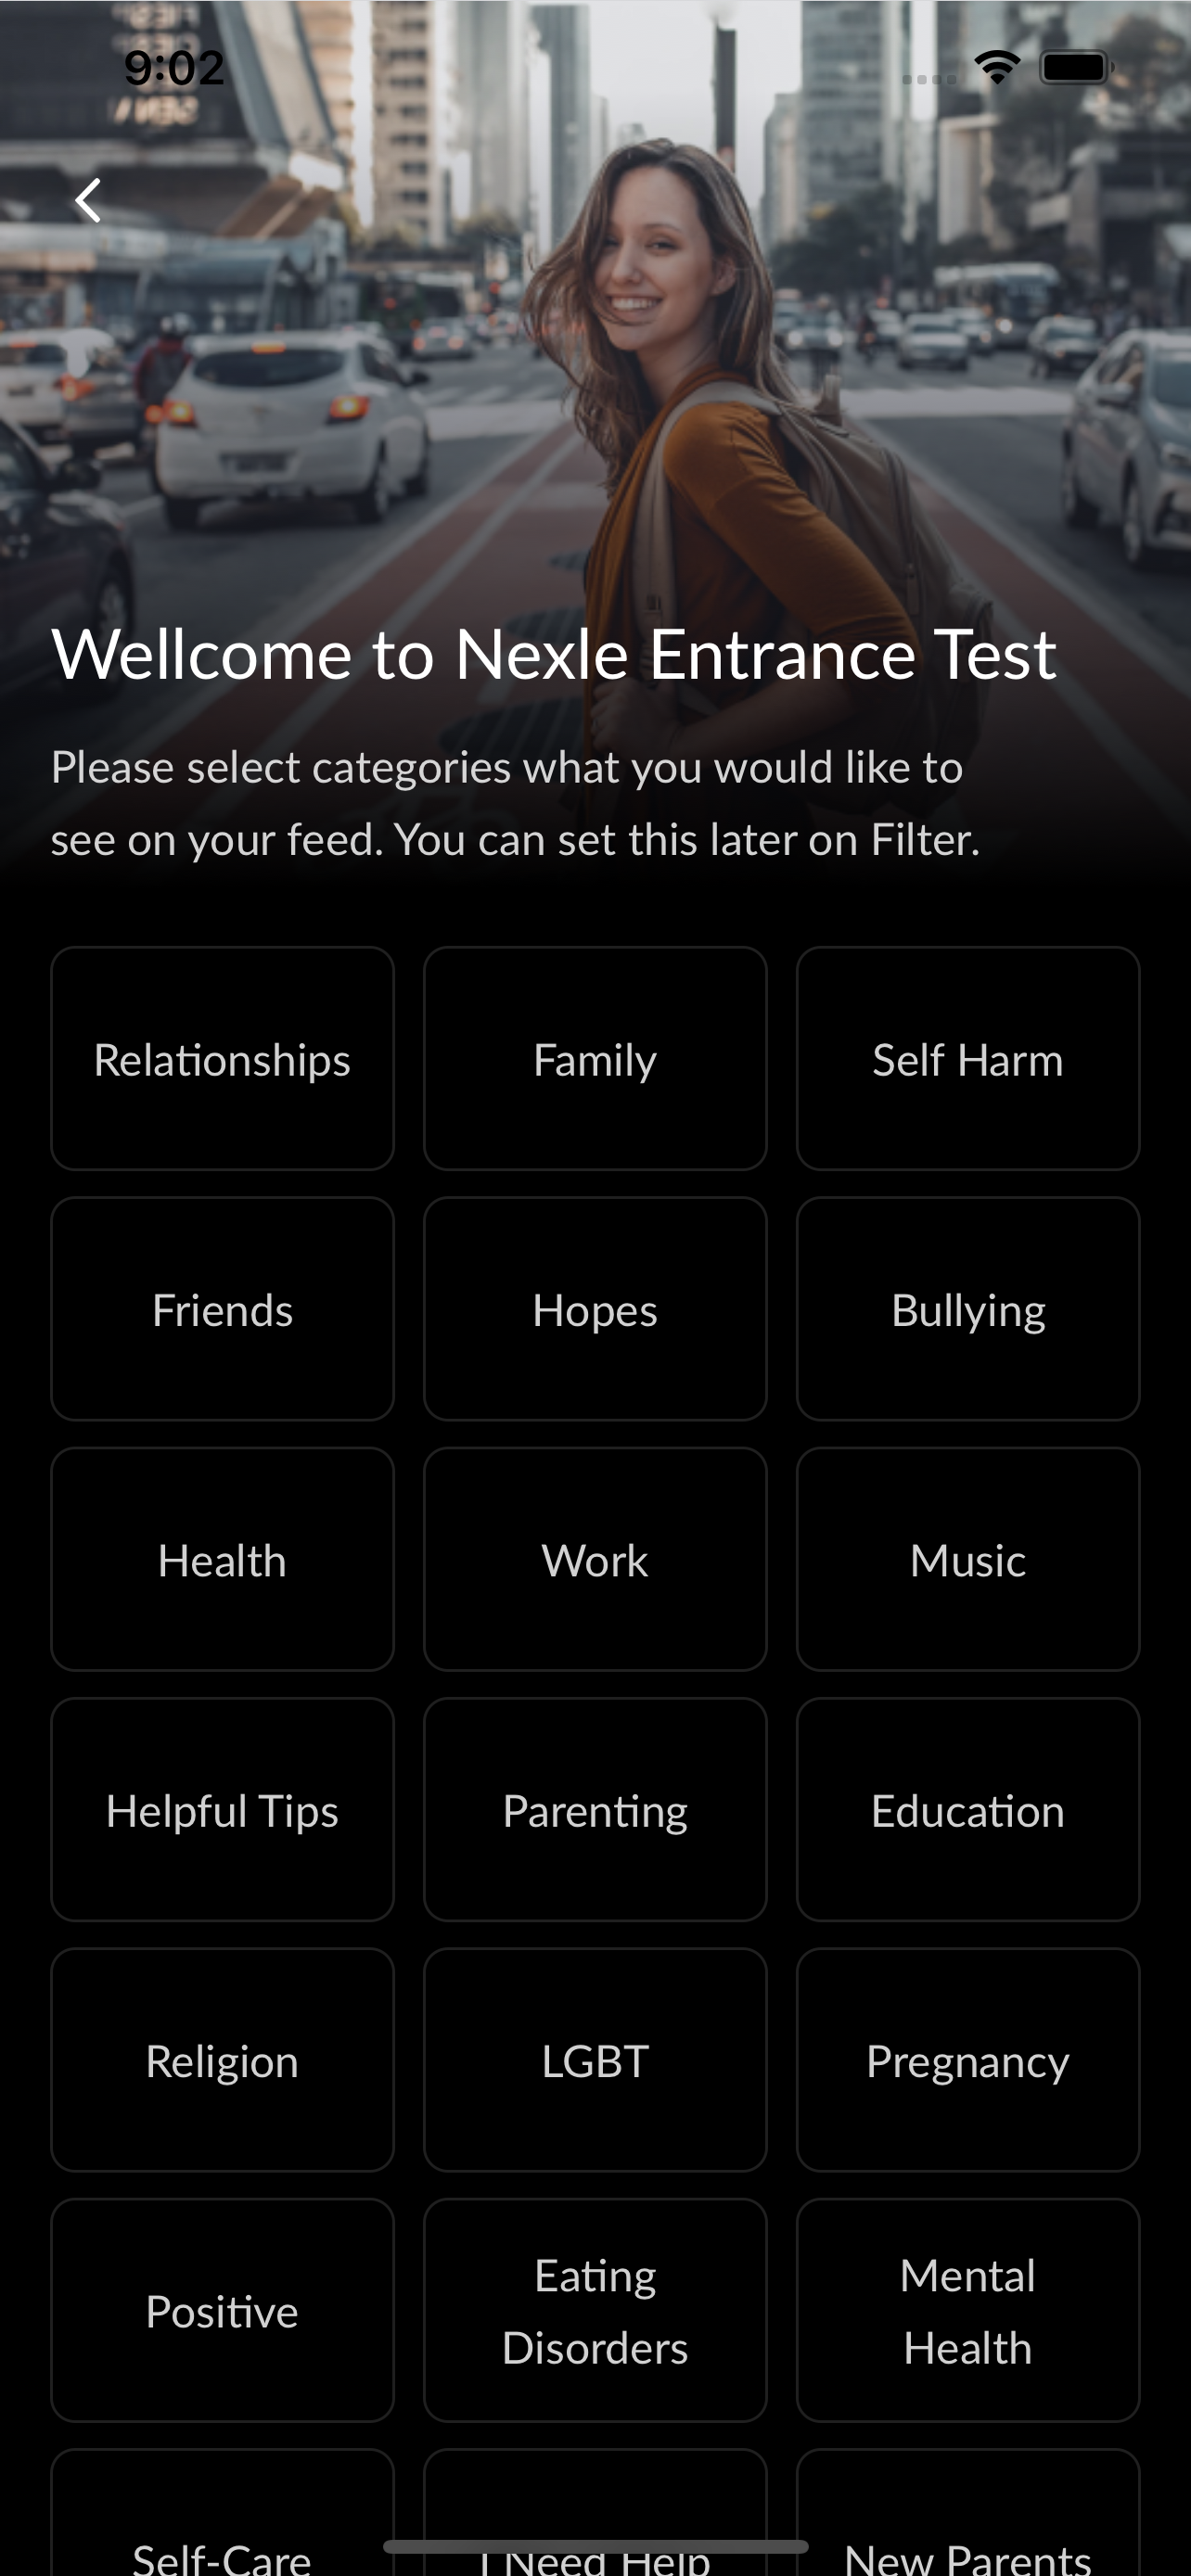 9:02
Wellcome to Nexle Entrance Test
Please select categories what you would like to
see on your feed. You can set this later on Filter.
Relationships
Family
Self Harm
Friends
Hopes
Bullying
Health
Work
Music
Helpful Tips
Parenting
Education
Religion
LGBT
Pregnancy
Positive
Eating
Disorders
Mental
Health
Self-Care
I Need Help
New Parents